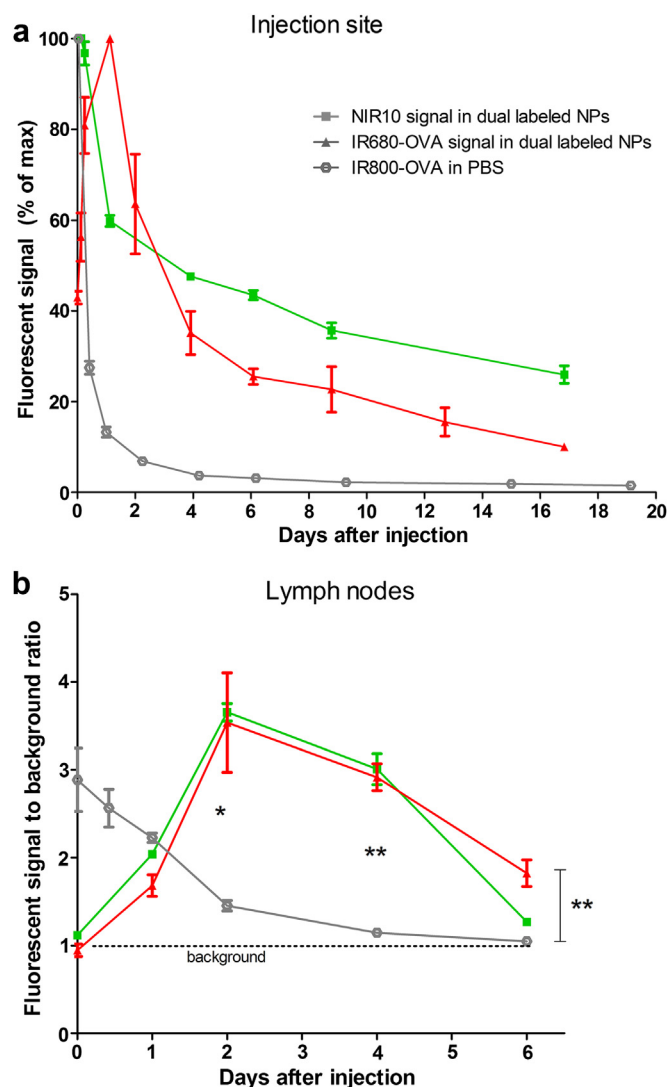 a
Injection site
NIR10 signal in dual labeled NPs
IR680-OVA signal in dual labeled NPs
IR800-OVA in PBS
Fluorescent signal (% of max)
100
80
60
40
20
0
0 2 4 6 8 10 12 14 16 18 20
Days after injection
b
Lymph nodes
Fluorescent signal to background ratio
5
4
3
2
1
0
*
**
**
background
0 1 2 4 6
Days after injection